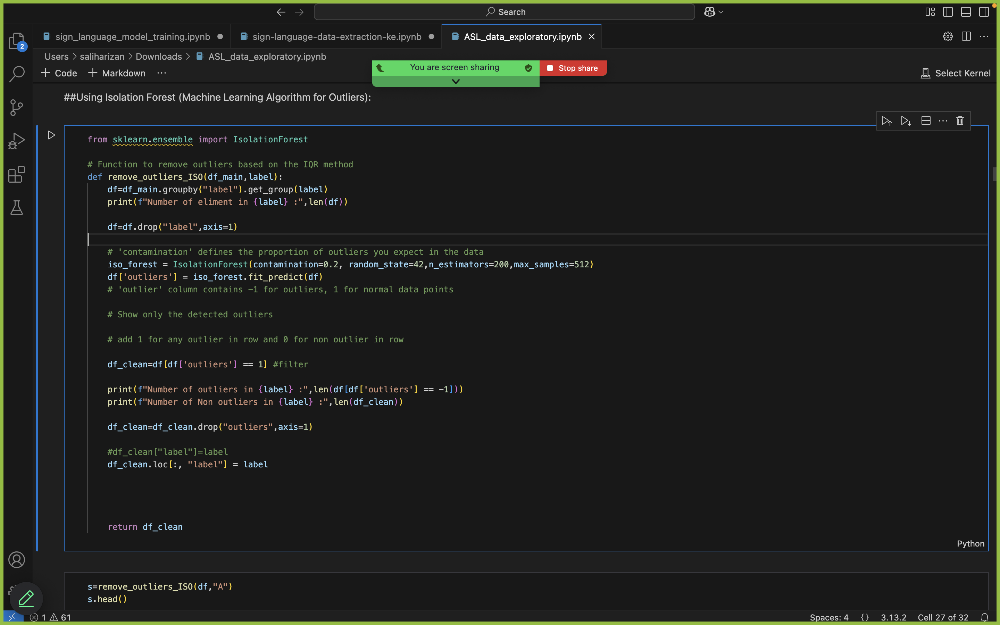 Search
sign_language_model_training.ipynb
sign-language-data-extraction-ke.ipynb
ASL_data_exploratory.ipynb
2
Users > saliharizan > Downloads > ASL_data_exploratory.ipynb
You are screen sharing
Stop share
+ Code + Markdown ...
Select Kernel
##Using Isolation Forest (Machine Learning Algorithm for Outliers):
from sklearn.ensemble import IsolationForest
# Function to remove outliers based on the IQR method
def remove_outliers_ISO(df_main,label):
df=df_main.groupby("label").get_group(label)
print(f"Number of eliment in {label} :",len(df))
df=df.drop("label",axis=1)
# 'contamination' defines the proportion of outliers you expect in the data
iso_forest = IsolationForest(contamination=0.2, random_state=42,n_estimators=200,max_samples=512)
df['outliers'] = iso_forest.fit_predict(df)
# 'outlier' column contains -1 for outliers, 1 for normal data points
# Show only the detected outliers
# add 1 for any outlier in row and 0 for non outlier in row
df_clean=df[df['outliers'] == 1] #filter
print(f"Number of outliers in {label} :",len(df[df['outliers'] == -1]))
print(f"Number of Non outliers in {label} :",len(df_clean))
df_clean=df_clean.drop("outliers",axis=1)
#df_clean["label"]=label
df_clean.loc[:, "label"] = label
return df_clean
Python
s=remove_outliers_ISO(df,"A")
s.head()
1 61
Spaces: 4 {} 3.13.2 Cell 27 of 32